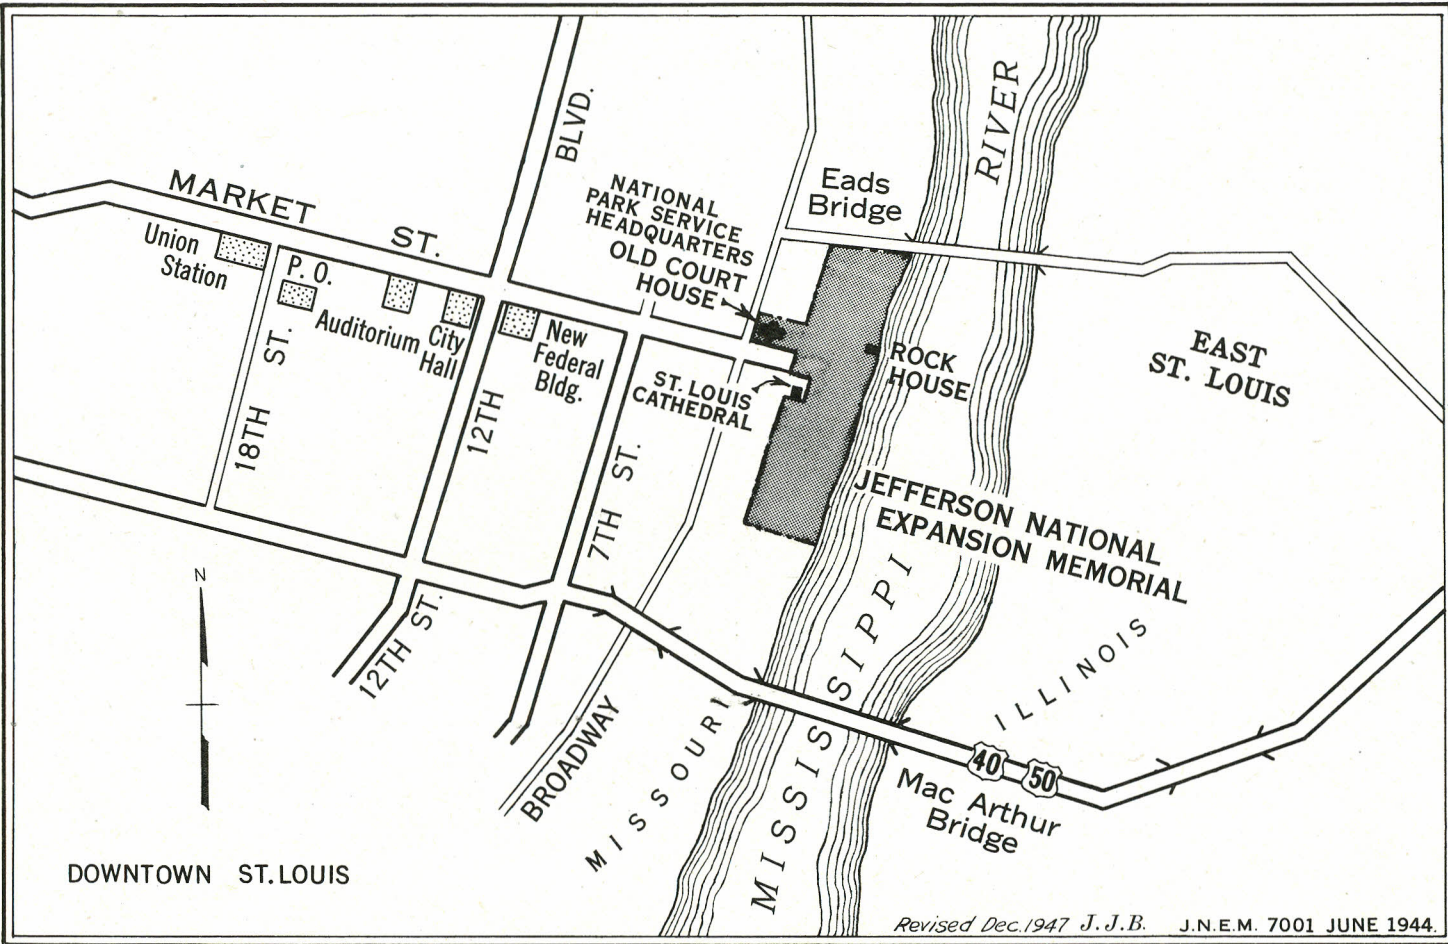 RIVER
BLVD.
MARKET ST.
Union
Station
P. O.
Auditorium
City
Hall
NATIONAL
PARK SERVICE
HEADQUARTERS
OLD COURT
HOUSE
Eads
Bridge
New
Federal
Bldg.
ST. LOUIS
CATHEDRAL
ROCK
HOUSE
EAST
ST. LOUIS
18TH ST.
12TH
7TH ST.
JEFFERSON NATIONAL
EXPANSION MEMORIAL
N
12TH ST.
BROADWAY
MISSOURI
MISSISSIPPI
ILLINOIS
40
50
Mac Arthur
Bridge
DOWNTOWN ST. LOUIS
Revised Dec. 1947 J.J.B. J.N.E.M. 7001 JUNE 1944.